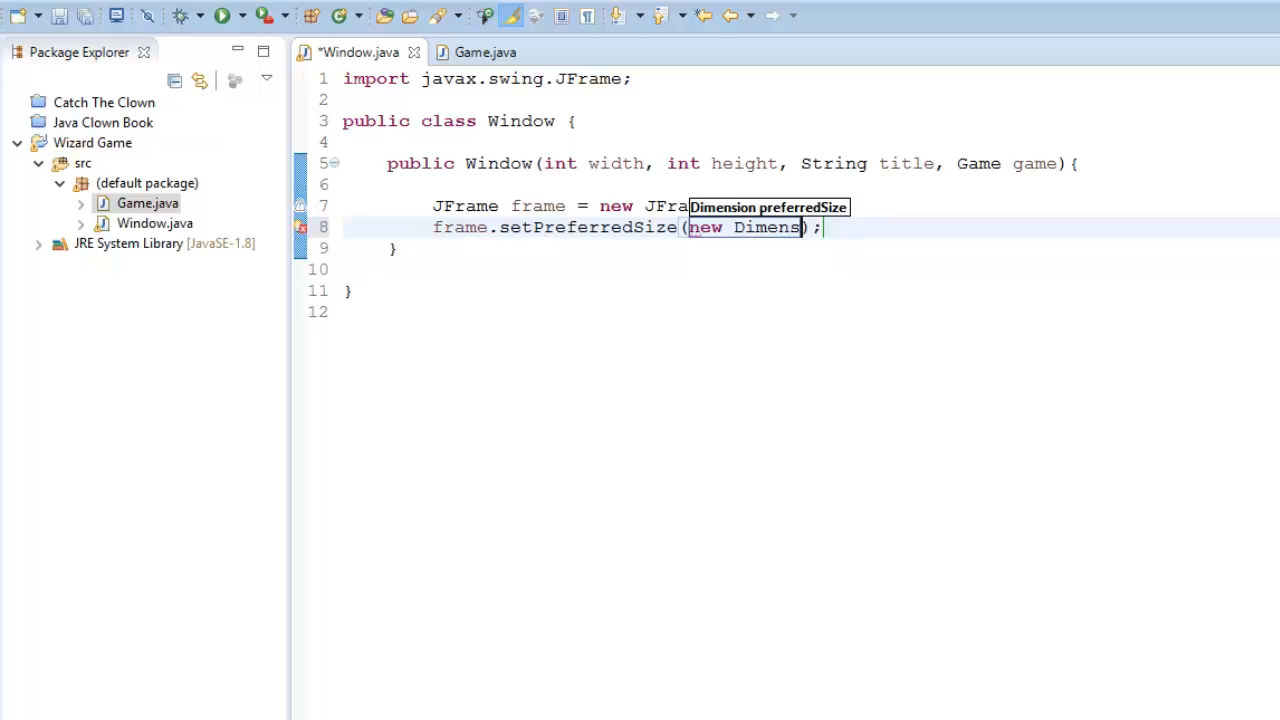 Package Explorer
*Window.java
Game.java
Catch The Clown
Java Clown Book
Wizard Game
src
(default package)
Game.java
Window.java
JRE System Library [JavaSE-1.8]
1 import javax.swing.JFrame;
2
3 public class Window {
4
5 public Window(int width, int height, String title, Game game){
6
7 JFrame frame = new JFra
Dimension preferredSize
8 frame.setPreferredSize(new Dimens);
9 }
10
11 }
12